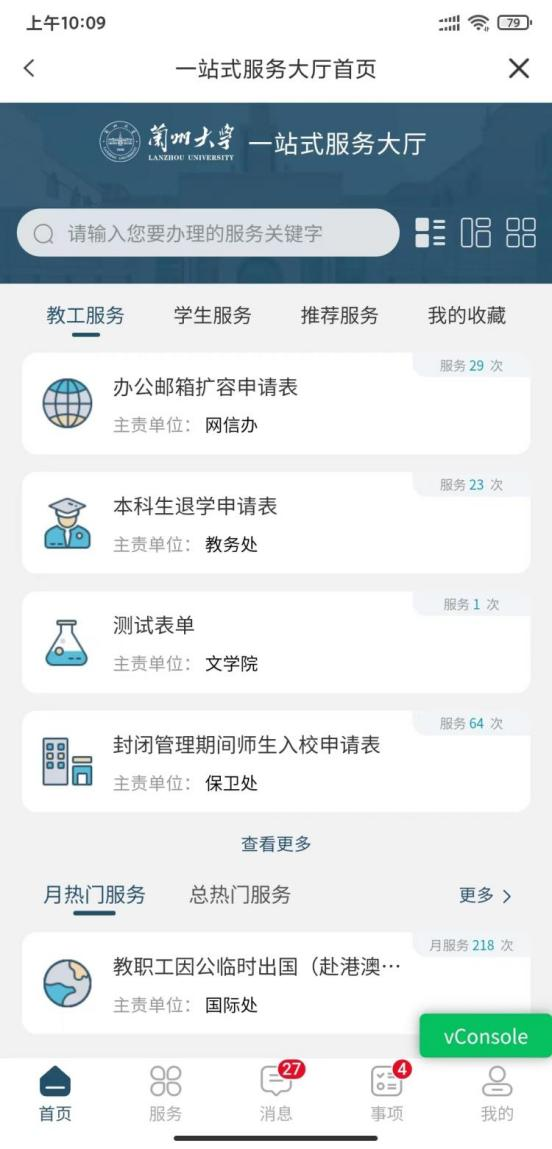 上午10:09
79
一站式服务大厅首页
兰州大学 一站式服务大厅
LANZHOU UNIVERSITY
请输入您要办理的服务关键字
教工服务 学生服务 推荐服务 我的收藏
服务 29 次
办公邮箱扩容申请表
主责单位: 网信办
服务 23 次
本科生退学申请表
主责单位: 教务处
服务 1 次
测试表单
主责单位: 文学院
服务 64 次
封闭管理期间师生入校申请表
主责单位: 保卫处
查看更多
月热门服务 总热门服务 更多
月服务 218 次
教职工因公临时出国（赴港澳…
主责单位: 国际处
vConsole
27 4
首页 服务 消息 事项 我的